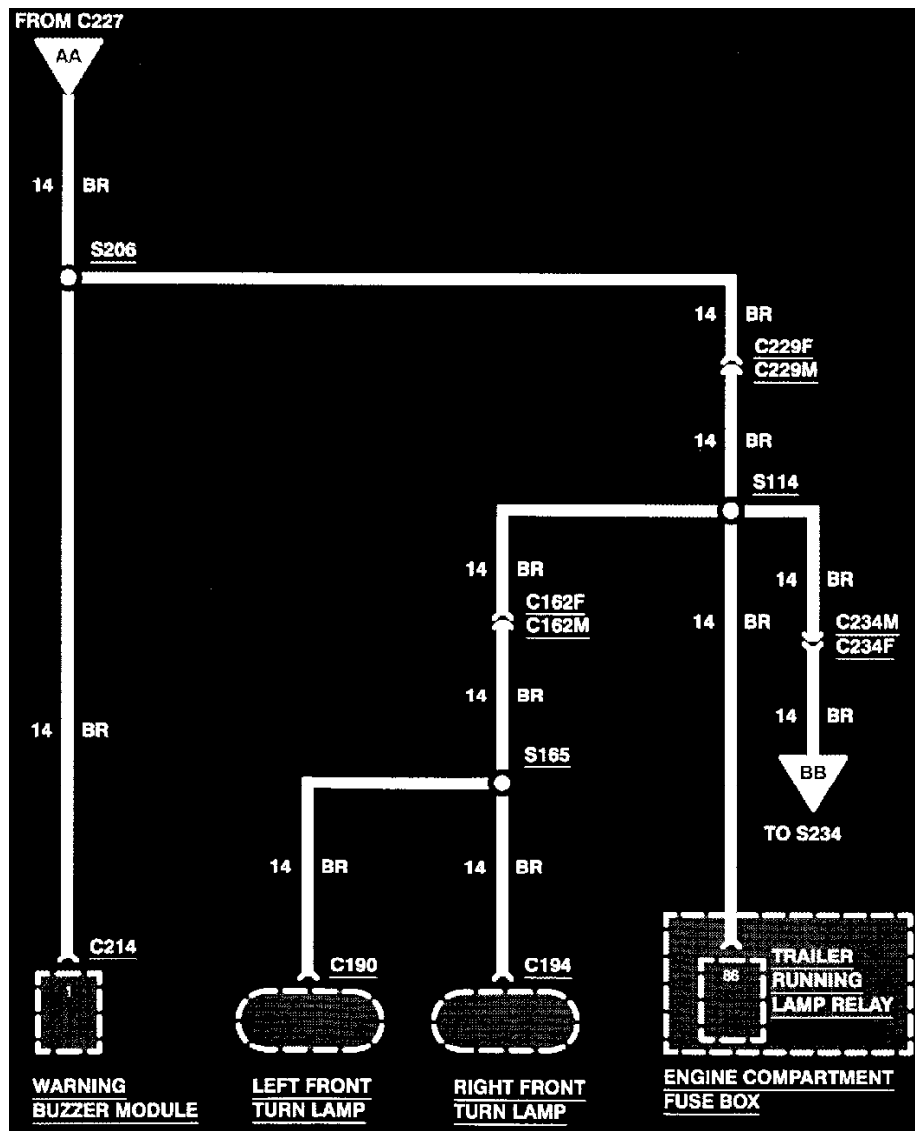 FROM C227
AA
14 BR
S206
14 BR
C229F
C229M
14 BR
S114
14 BR
14 BR
14 BR
C162F
C162M
C234M
C234F
14 BR
14 BR
14 BR
S165
BB
TO S234
14 BR
14 BR
C214
C190
C194
1
86
TRAILER
RUNNING
LAMP RELAY
WARNING
BUZZER MODULE
LEFT FRONT
TURN LAMP
RIGHT FRONT
TURN LAMP
ENGINE COMPARTMENT
FUSE BOX